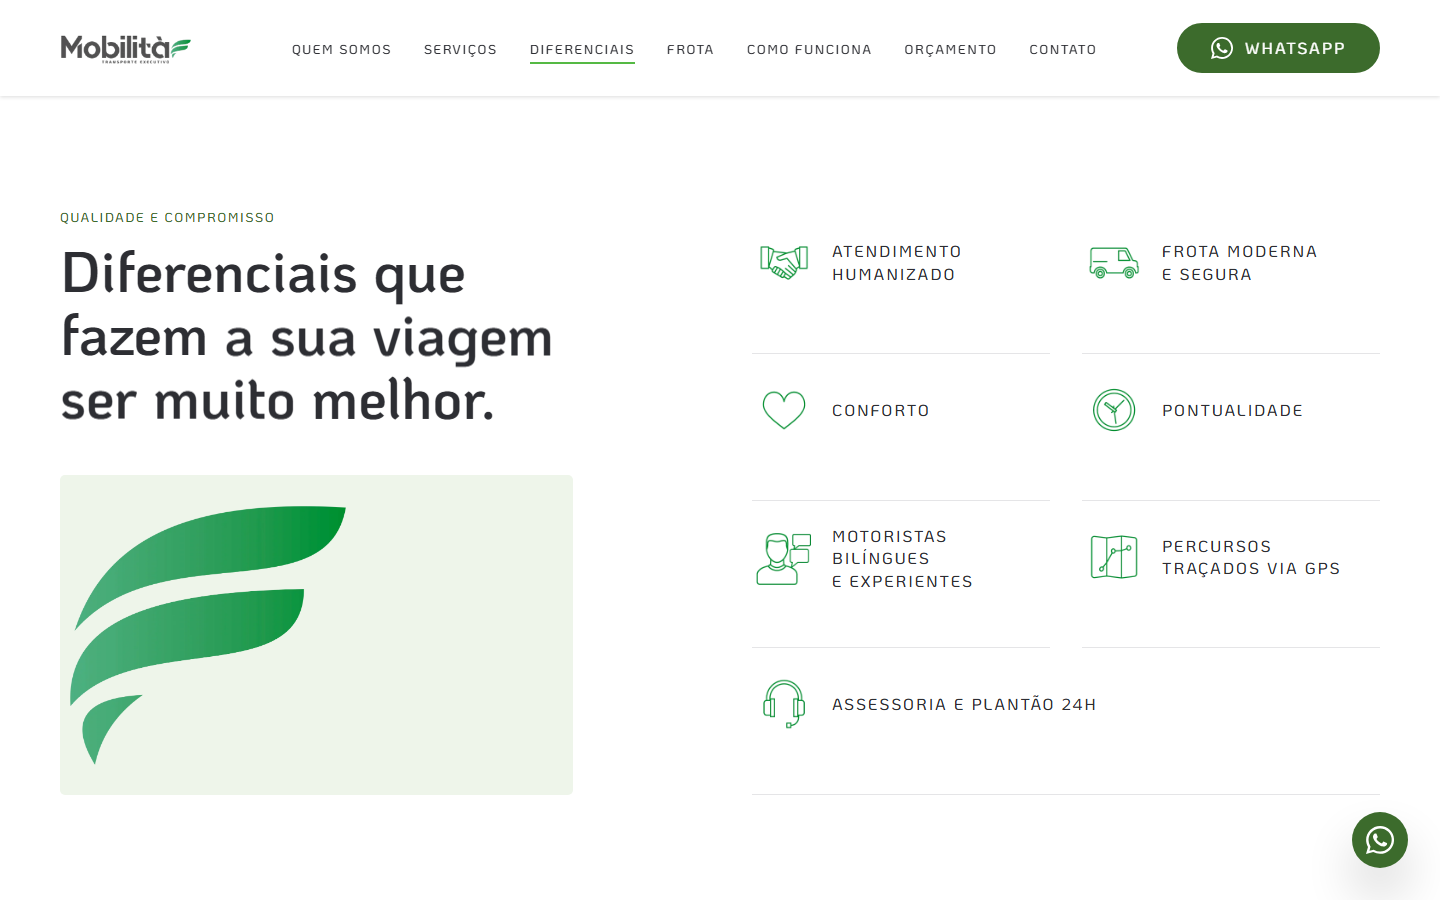 Mobilità
TRANSPORTE EXECUTIVO
QUEM SOMOS
SERVIÇOS
DIFERENCIAIS
FROTA
COMO FUNCIONA
ORÇAMENTO
CONTATO
WHATSAPP
QUALIDADE E COMPROMISSO
Diferenciais que
fazem a sua viagem
ser muito melhor.
ATENDIMENTO
HUMANIZADO
FROTA MODERNA
E SEGURA
CONFORTO
PONTUALIDADE
MOTORISTAS
BILÍNGUES
E EXPERIENTES
PERCURSOS
TRAÇADOS VIA GPS
ASSESSORIA E PLANTÃO 24H